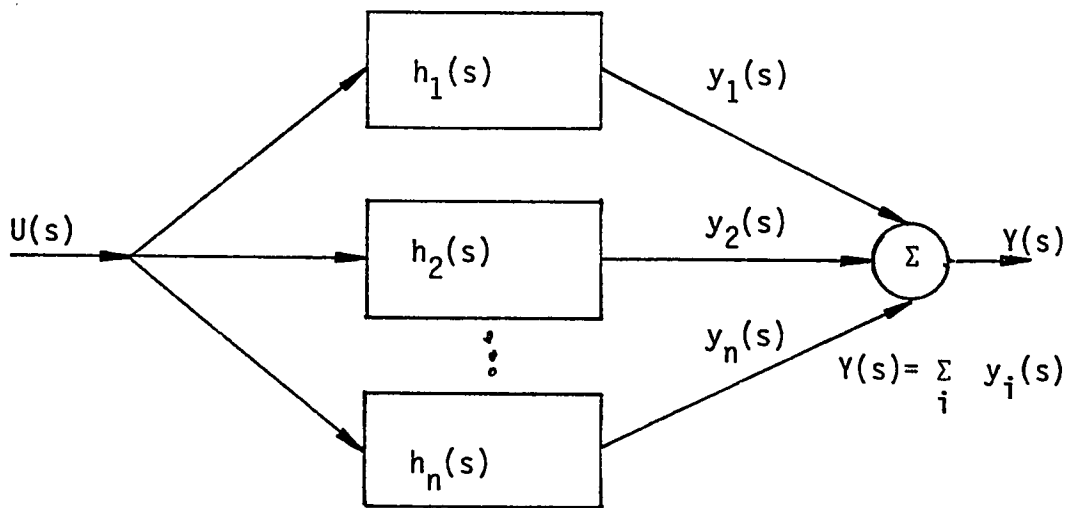 h₁(s)
y₁(s)
U(s)
h₂(s)
y₂(s)
Σ
Y(s)
yₙ(s)
Y(s)= Σ yᵢ(s)
i
hₙ(s)